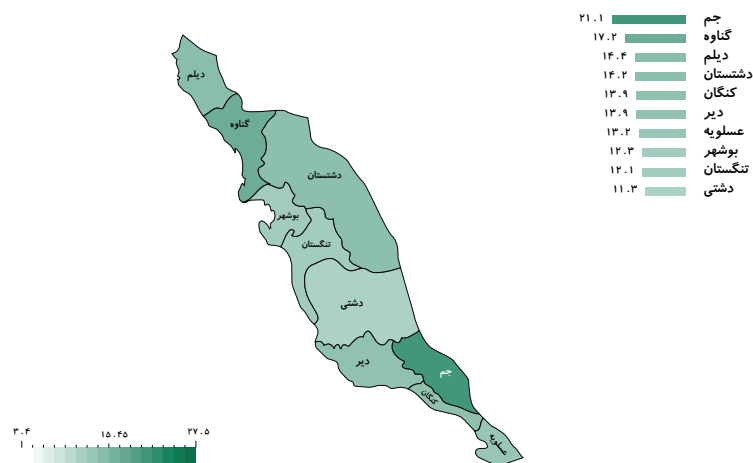 جم ۲۱.۱
گناوه ۱۷.۲
دیلم ۱۴.۴
دشتستان ۱۴.۲
کنگان ۱۳.۹
دیر ۱۳.۹
عسلویه ۱۳.۲
بوشهر ۱۲.۳
تنگستان ۱۲.۱
دشتی ۱۱.۳
دیلم
گناوه
دشتستان
بوشهر
تنگستان
دشتی
دیر
جم
کنگان
عسلویه
۳.۴ ۱۵.۴۵ ۲۷.۵